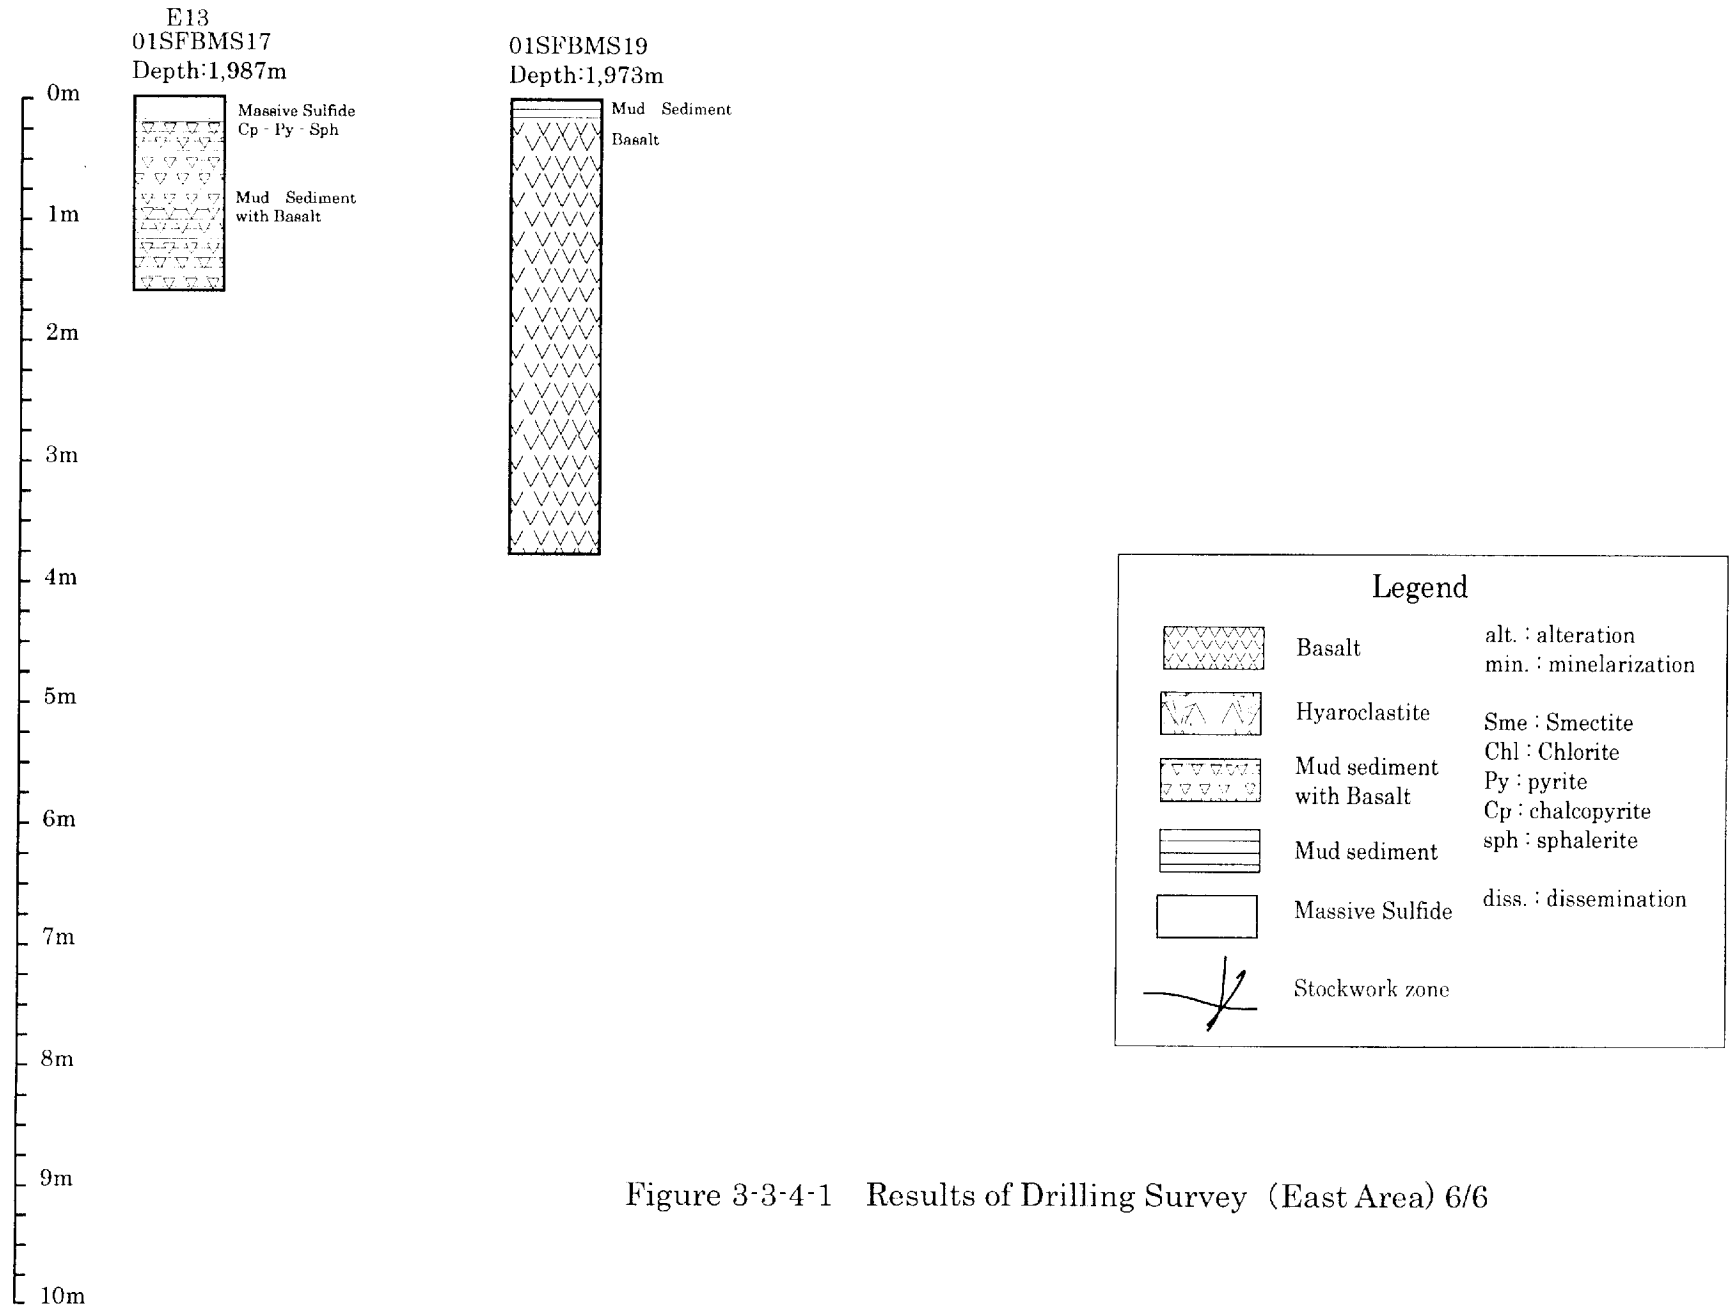 E13
01SFBMS17
Depth:1,987m
01SFBMS19
Depth:1,973m
0m
1m
2m
3m
4m
5m
6m
7m
8m
9m
10m
Massive Sulfide
Cp - Py - Sph
Mud Sediment
with Basalt
Mud Sediment
Basalt
Legend
Basalt
Hyaroclastite
Mud sediment
with Basalt
Mud sediment
Massive Sulfide
Stockwork zone
alt. : alteration
min. : minelarization
Sme : Smectite
Chl : Chlorite
Py : pyrite
Cp : chalcopyrite
sph : sphalerite
diss. : dissemination
Figure 3-3-4-1 Results of Drilling Survey (East Area) 6/6